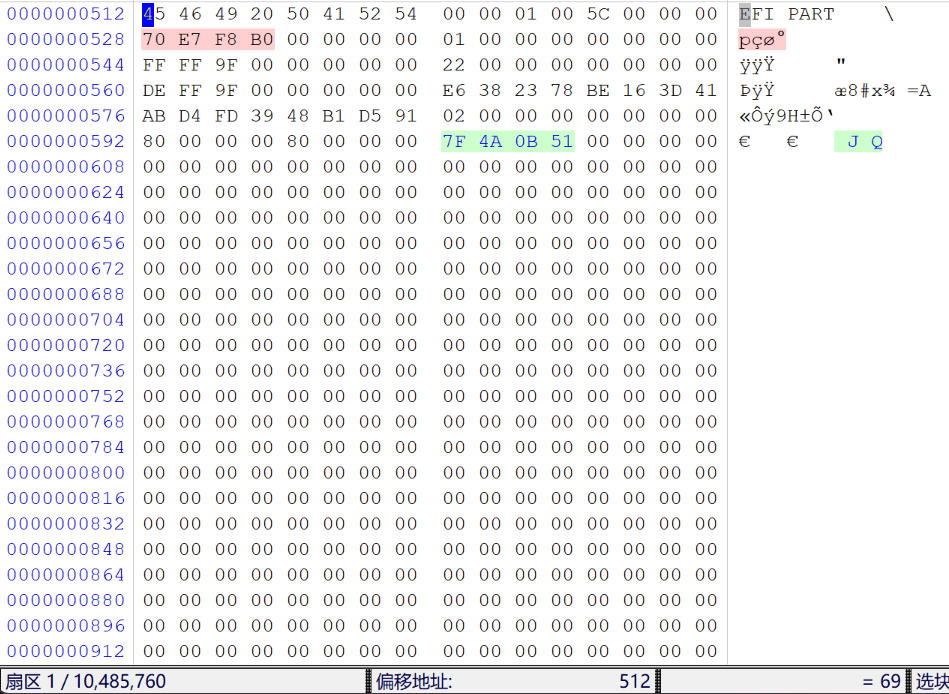 0000000512 45 46 49 20 50 41 52 54 00 00 01 00 5C 00 00 00 EFI PART \
0000000528 70 E7 F8 B0 00 00 00 00 01 00 00 00 00 00 00 00 pçø°
0000000544 FF FF 9F 00 00 00 00 00 22 00 00 00 00 00 00 00 ÿÿŸ "
0000000560 DE FF 9F 00 00 00 00 00 E6 38 23 78 BE 16 3D 41 ÞÿŸ æ8#x¾ =A
0000000576 AB D4 FD 39 48 B1 D5 91 02 00 00 00 00 00 00 00 «Ôý9H±Õ‘
0000000592 80 00 00 00 80 00 00 00 7F 4A 0B 51 00 00 00 00 € € J Q
0000000608 00 00 00 00 00 00 00 00 00 00 00 00 00 00 00 00
0000000624 00 00 00 00 00 00 00 00 00 00 00 00 00 00 00 00
0000000640 00 00 00 00 00 00 00 00 00 00 00 00 00 00 00 00
0000000656 00 00 00 00 00 00 00 00 00 00 00 00 00 00 00 00
0000000672 00 00 00 00 00 00 00 00 00 00 00 00 00 00 00 00
0000000688 00 00 00 00 00 00 00 00 00 00 00 00 00 00 00 00
0000000704 00 00 00 00 00 00 00 00 00 00 00 00 00 00 00 00
0000000720 00 00 00 00 00 00 00 00 00 00 00 00 00 00 00 00
0000000736 00 00 00 00 00 00 00 00 00 00 00 00 00 00 00 00
0000000752 00 00 00 00 00 00 00 00 00 00 00 00 00 00 00 00
0000000768 00 00 00 00 00 00 00 00 00 00 00 00 00 00 00 00
0000000784 00 00 00 00 00 00 00 00 00 00 00 00 00 00 00 00
0000000800 00 00 00 00 00 00 00 00 00 00 00 00 00 00 00 00
0000000816 00 00 00 00 00 00 00 00 00 00 00 00 00 00 00 00
0000000832 00 00 00 00 00 00 00 00 00 00 00 00 00 00 00 00
0000000848 00 00 00 00 00 00 00 00 00 00 00 00 00 00 00 00
0000000864 00 00 00 00 00 00 00 00 00 00 00 00 00 00 00 00
0000000880 00 00 00 00 00 00 00 00 00 00 00 00 00 00 00 00
0000000896 00 00 00 00 00 00 00 00 00 00 00 00 00 00 00 00
0000000912 00 00 00 00 00 00 00 00 00 00 00 00 00 00 00 00
扇区 1 / 10,485,760 偏移地址: 512 = 69 选块